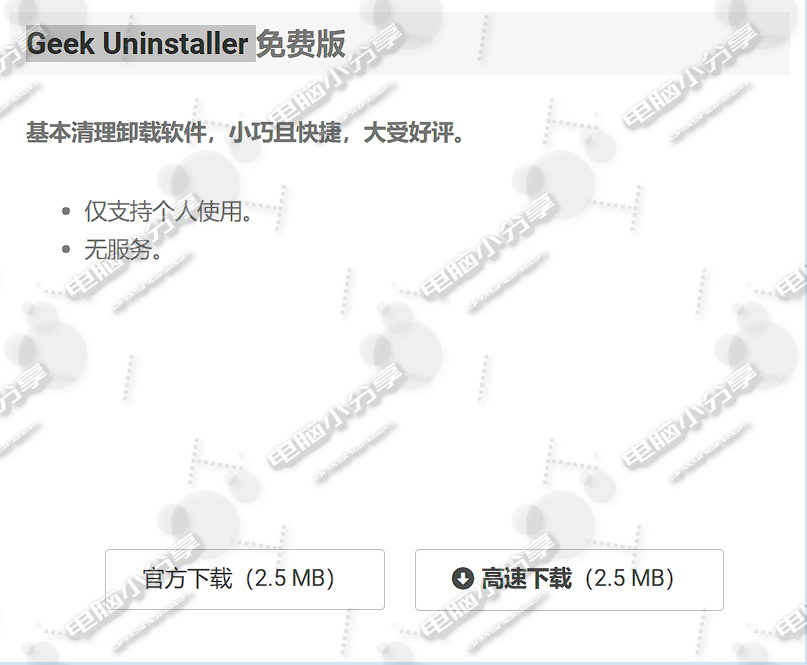 Geek Uninstaller 免费版
基本清理卸载软件，小巧且快捷，大受好评。
仅支持个人使用。
无服务。
电脑小分享
官方下载（2.5 MB）
高速下载（2.5 MB）